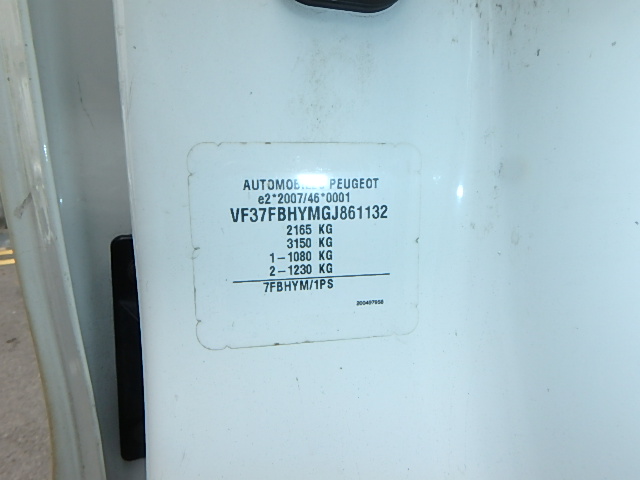 AUTOMOBILES PEUGEOT
e2*2007/46*0001
VF37FBHYMGJ861132
2165 KG
3150 KG
1-1080 KG
2-1230 KG
7FBHYM/1PS